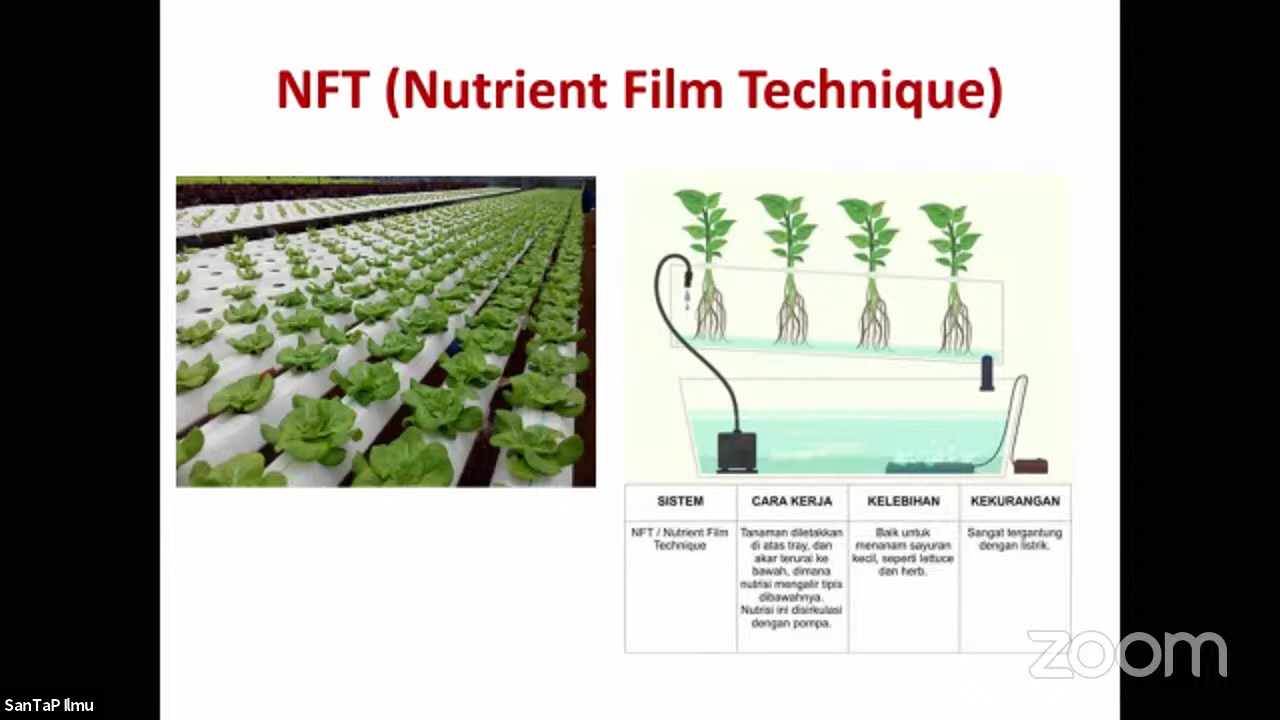 NFT (Nutrient Film Technique)
SISTEM
CARA KERJA
KELEBIHAN
KEKURANGAN
NFT / Nutrient Film
Technique
Tanaman diletakkan
di atas tray, dan
akar terurai ke
bawah, dimana
nutrisi mengalir tipis
dibawahnya.
Nutrisi ini disirkulasi
dengan pompa.
Baik untuk
menanam sayuran
kecil, seperti lettuce
dan herb.
Sangat tergantung
dengan listrik.
zoom
SanTaP Ilmu